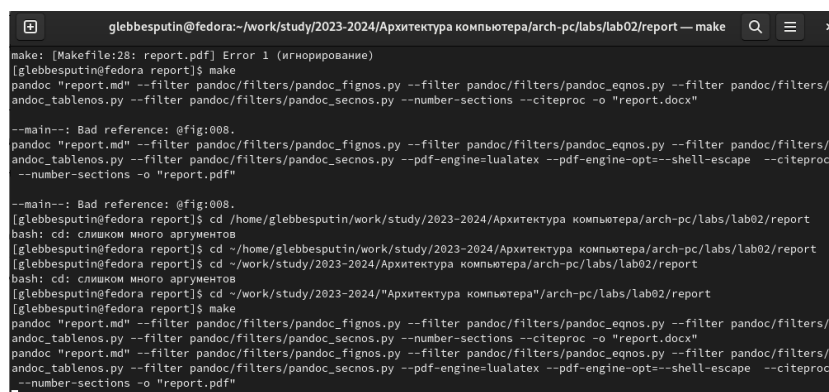 glebbesputin@fedora:~/work/study/2023-2024/Архитектура компьютера/arch-pc/labs/lab02/report — make
make: [Makefile:28: report.pdf] Error 1 (игнорирование)
[glebbesputin@fedora report]$ make
pandoc "report.md" --filter pandoc/filters/pandoc_fignos.py --filter pandoc/filters/pandoc_eqnos.py --filter pandoc/filters/
andoc_tablenos.py --filter pandoc/filters/pandoc_secnos.py --number-sections --citeproc -o "report.docx"
--main--: Bad reference: @fig:008.
pandoc "report.md" --filter pandoc/filters/pandoc_fignos.py --filter pandoc/filters/pandoc_eqnos.py --filter pandoc/filters/
andoc_tablenos.py --filter pandoc/filters/pandoc_secnos.py --pdf-engine=lualatex --pdf-engine-opt=--shell-escape  --citeproc
--number-sections -o "report.pdf"
--main--: Bad reference: @fig:008.
[glebbesputin@fedora report]$ cd /home/glebbesputin/work/study/2023-2024/Архитектура компьютера/arch-pc/labs/lab02/report
bash: cd: слишком много аргументов
[glebbesputin@fedora report]$ cd ~/home/glebbesputin/work/study/2023-2024/Архитектура компьютера/arch-pc/labs/lab02/report
[glebbesputin@fedora report]$ cd ~/work/study/2023-2024/Архитектура компьютера/arch-pc/labs/lab02/report
bash: cd: слишком много аргументов
[glebbesputin@fedora report]$ cd ~/work/study/2023-2024/"Архитектура компьютера"/arch-pc/labs/lab02/report
[glebbesputin@fedora report]$ make
pandoc "report.md" --filter pandoc/filters/pandoc_fignos.py --filter pandoc/filters/pandoc_eqnos.py --filter pandoc/filters/
andoc_tablenos.py --filter pandoc/filters/pandoc_secnos.py --number-sections --citeproc -o "report.docx"
pandoc "report.md" --filter pandoc/filters/pandoc_fignos.py --filter pandoc/filters/pandoc_eqnos.py --filter pandoc/filters/
andoc_tablenos.py --filter pandoc/filters/pandoc_secnos.py --pdf-engine=lualatex --pdf-engine-opt=--shell-escape  --citeproc
--number-sections -o "report.pdf"